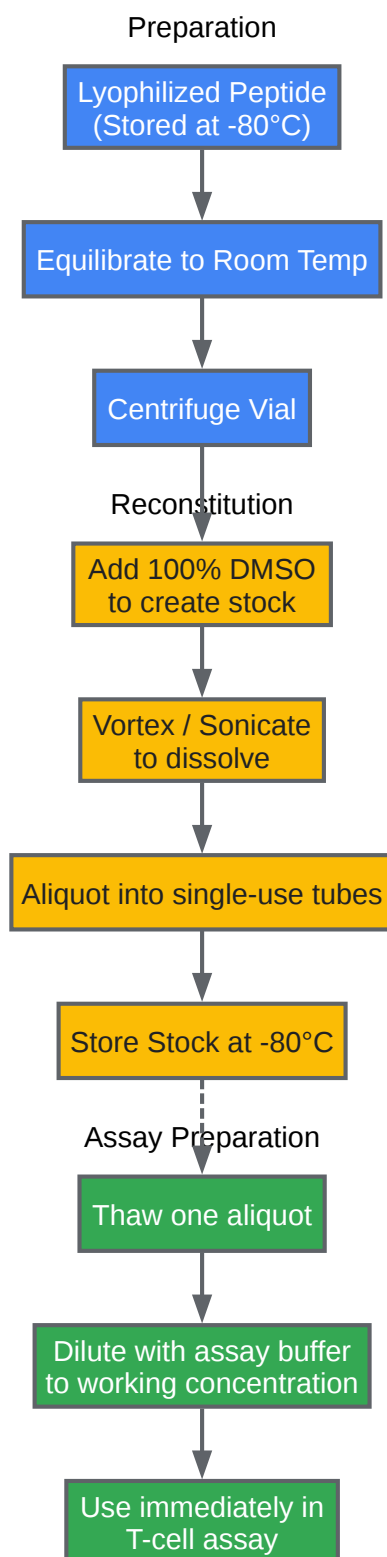 Preparation
Lyophilized Peptide
(Stored at -80°C)
Equilibrate to Room Temp
Centrifuge Vial
Reconstitution
Add 100% DMSO
to create stock
Vortex / Sonicate
to dissolve
Aliquot into single-use tubes
Store Stock at -80°C
Assay Preparation
Thaw one aliquot
Dilute with assay buffer
to working concentration
Use immediately in
T-cell assay